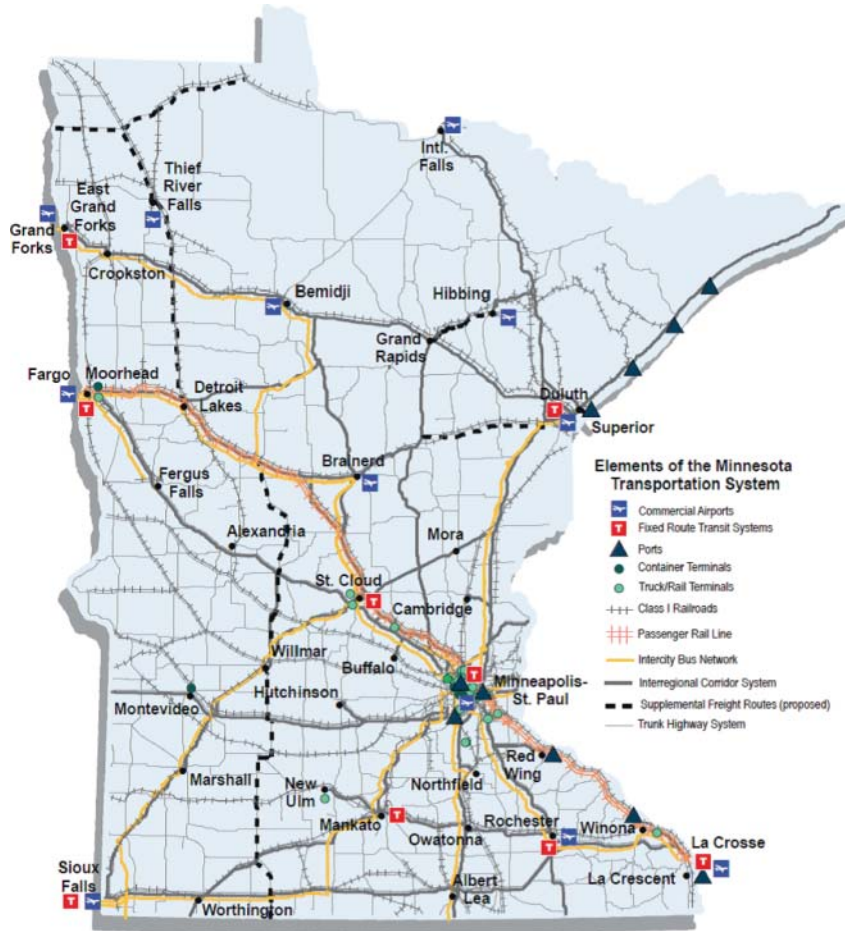 Intl.
Falls
Thief
River
Falls
East
Grand
Forks
Grand
Forks
Crookston
Bemidji
Hibbing
Grand
Rapids
Fargo
Moorhead
Detroit
Lakes
Duluth
Superior
Brainerd
Fergus
Falls
Elements of the Minnesota
Transportation System
Commercial Airports
T Fixed Route Transit Systems
Ports
Container Terminals
Truck/Rail Terminals
Class I Railroads
Passenger Rail Line
Intercity Bus Network
Interregional Corridor System
Supplemental Freight Routes (proposed)
Trunk Highway System
Alexandria
Mora
St. Cloud
Cambridge
Willmar
Buffalo
Minneapolis-
St. Paul
Hutchinson
Montevideo
Red
Wing
Marshall
Northfield
New
Ulm
Mankato
Rochester
Winona
Owatonna
La Crosse
La Crescent
Sioux
Falls
Albert
Lea
Worthington
T
T
T
T
T
T
T
T
T